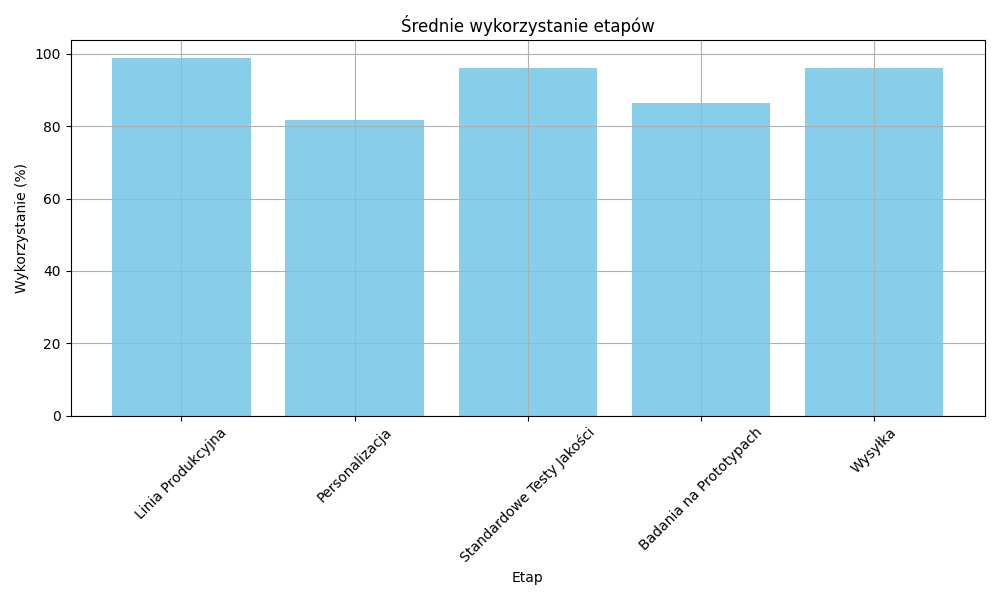 Średnie wykorzystanie etapów
Wykorzystanie (%)
100
80
60
40
20
0
Linia Produkcyjna
Personalizacja
Standardowe Testy Jakości
Badania na Prototypach
Wysyłka
Etap